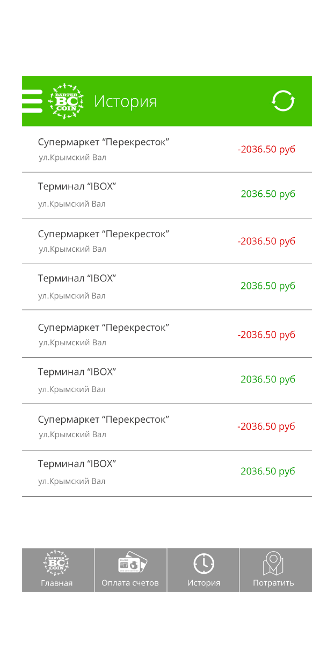 BARTER
BC
COIN
История
Супермаркет “Перекресток”
-2036.50 руб
ул.Крымский Вал
Терминал “IBOX”
2036.50 руб
ул.Крымский Вал
Супермаркет “Перекресток”
-2036.50 руб
ул.Крымский Вал
Терминал “IBOX”
2036.50 руб
ул.Крымский Вал
Супермаркет “Перекресток”
-2036.50 руб
ул.Крымский Вал
Терминал “IBOX”
2036.50 руб
ул.Крымский Вал
Супермаркет “Перекресток”
-2036.50 руб
ул.Крымский Вал
Терминал “IBOX”
2036.50 руб
ул.Крымский Вал
BARTER
BC
COIN
Главная
Оплата счетов
История
Потратить